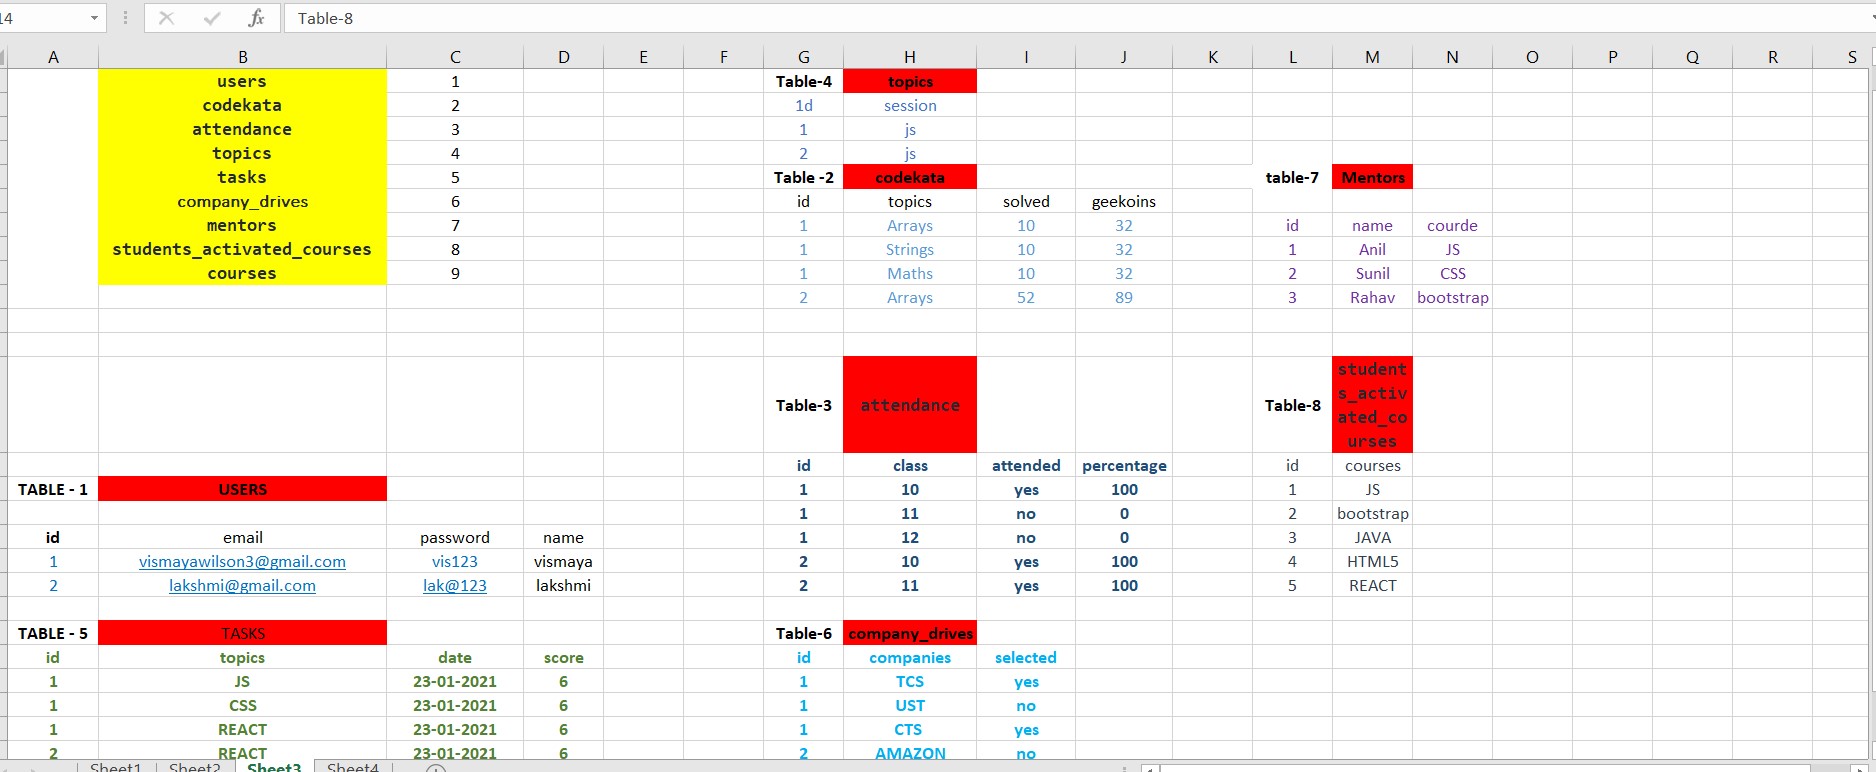 14 Table-8
A B C D E F G H I J K L M N O P Q R S
users 1 Table-4 topics
codekata 2 1d session
attendance 3 1 js
topics 4 2 js
tasks 5 Table -2 codekata table-7 Mentors
company_drives 6 id topics solved geekoins
mentors 7 1 Arrays 10 32 id name courde
students_activated_courses 8 1 Strings 10 32 1 Anil JS
courses 9 1 Maths 10 32 2 Sunil CSS
2 Arrays 52 89 3 Rahav bootstrap
Table-3 attendance Table-8 student
s_activ
ated_co
urses
id class attended percentage id courses
TABLE - 1 USERS 1 10 yes 100 1 JS
1 11 no 0 2 bootstrap
id email password name 1 12 no 0 3 JAVA
1 vismayawilson3@gmail.com vis123 vismaya 2 10 yes 100 4 HTML5
2 lakshmi@gmail.com lak@123 lakshmi 2 11 yes 100 5 REACT
TABLE - 5 TASKS Table-6 company_drives
id topics date score id companies selected
1 JS 23-01-2021 6 1 TCS yes
1 CSS 23-01-2021 6 1 UST no
1 REACT 23-01-2021 6 1 CTS yes
2 REACT 23-01-2021 6 2 AMAZON no
Sheet1 Sheet2 Sheet3 Sheet4